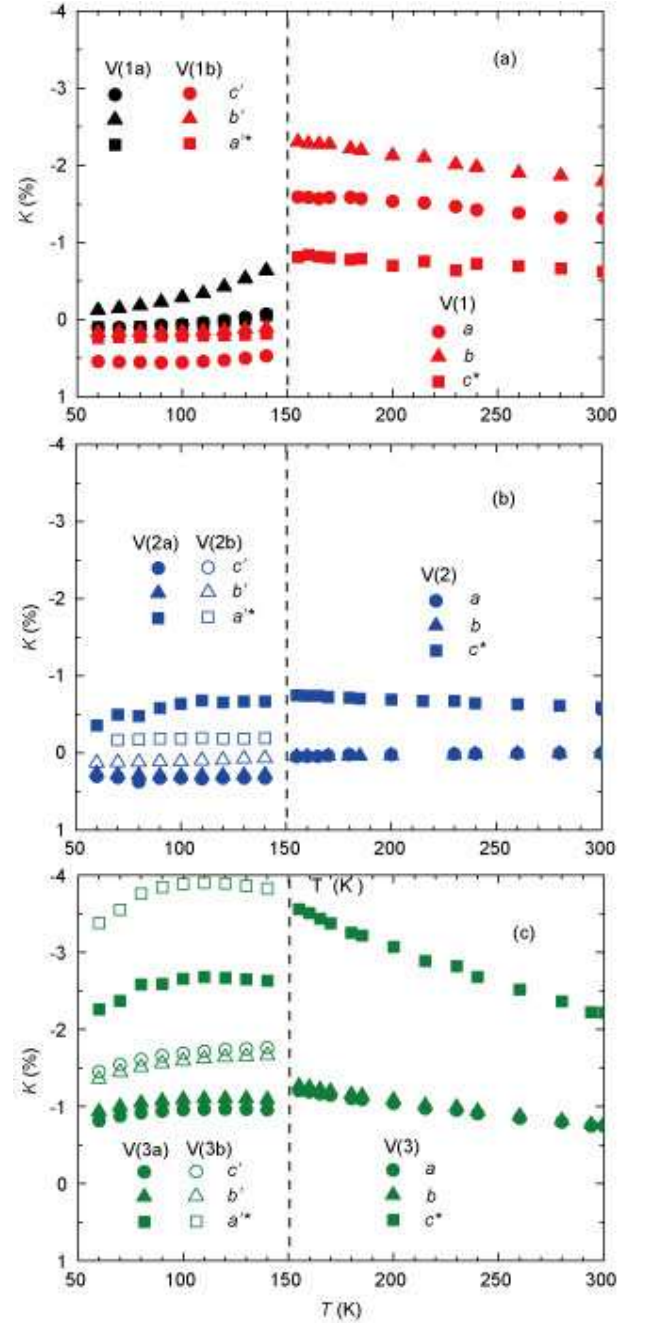 -4
V(1a) V(1b) (a)
c'
-3
b'
a'*
-2
K (%)
-1
V(1)
0
a
b
c*
1
50 100 150 200 250 300
-4
(b)
-3
V(2a) V(2b)
c' V(2)
b' a
-2
a'* b
K (%)
c*
-1
0
1
50 100 150 200 250 300
-4
T (K)
(c)
-3
-2
K (%)
-1
V(3a) V(3b) V(3)
c' a
0
b' b
a'* c*
1
50 100 150 200 250 300
T (K)